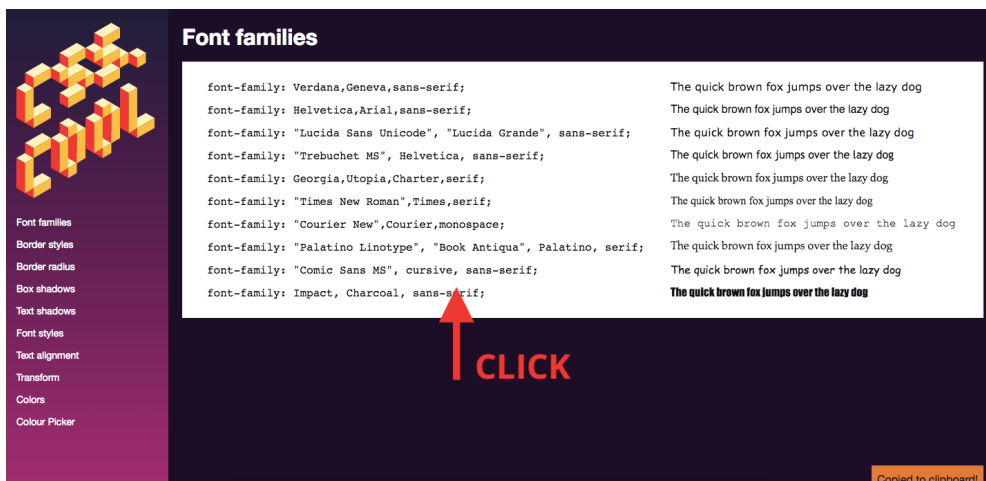 CSS
COOL
Font families
Border styles
Border radius
Box shadows
Text shadows
Font styles
Text alignment
Transform
Colors
Colour Picker
Font families
font-family: Verdana,Geneva,sans-serif; The quick brown fox jumps over the lazy dog
font-family: Helvetica,Arial,sans-serif; The quick brown fox jumps over the lazy dog
font-family: "Lucida Sans Unicode", "Lucida Grande", sans-serif; The quick brown fox jumps over the lazy dog
font-family: "Trebuchet MS", Helvetica, sans-serif; The quick brown fox jumps over the lazy dog
font-family: Georgia,Utopia,Charter,serif; The quick brown fox jumps over the lazy dog
font-family: "Times New Roman",Times,serif; The quick brown fox jumps over the lazy dog
font-family: "Courier New",Courier,monospace; The quick brown fox jumps over the lazy dog
font-family: "Palatino Linotype", "Book Antiqua", Palatino, serif; The quick brown fox jumps over the lazy dog
font-family: "Comic Sans MS", cursive, sans-serif; The quick brown fox jumps over the lazy dog
font-family: Impact, Charcoal, sans-serif; The quick brown fox jumps over the lazy dog
CLICK
Copied to clipboard!